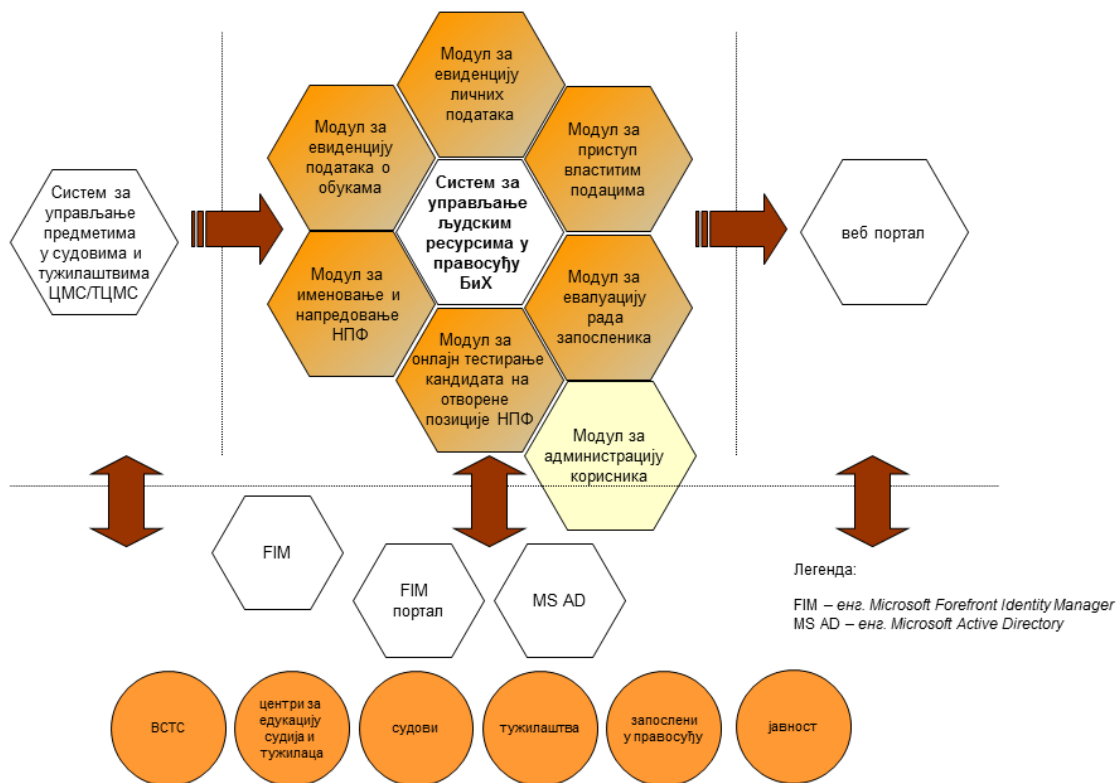 Модул за
евиденцију
личних
података
Модул за
евиденцију
података о
обукама
Модул за
приступ
властитим
подацима
Систем за
управљање
предметима
у судовима и
тужилаштвима
ЦМС/ТЦМС
Систем за
управљање
људским
ресурсима у
правосуђу
БиХ
веб портал
Модул за
именовање и
напредовање
НПФ
Модул за
евалуацију
рада
запосленика
Модул за
онлајн тестирање
кандидата на
отворене
позиције НПФ
Модул за
администрацију
корисника
FIM
FIM
портал
MS AD
Легенда:
FIM – енг. Microsoft Forefront Identity Manager
MS AD – енг. Microsoft Active Directory
ВСТС
центри за
едукацију
судија и
тужилаца
судови
тужилаштва
запослени
у правосуђу
јавност